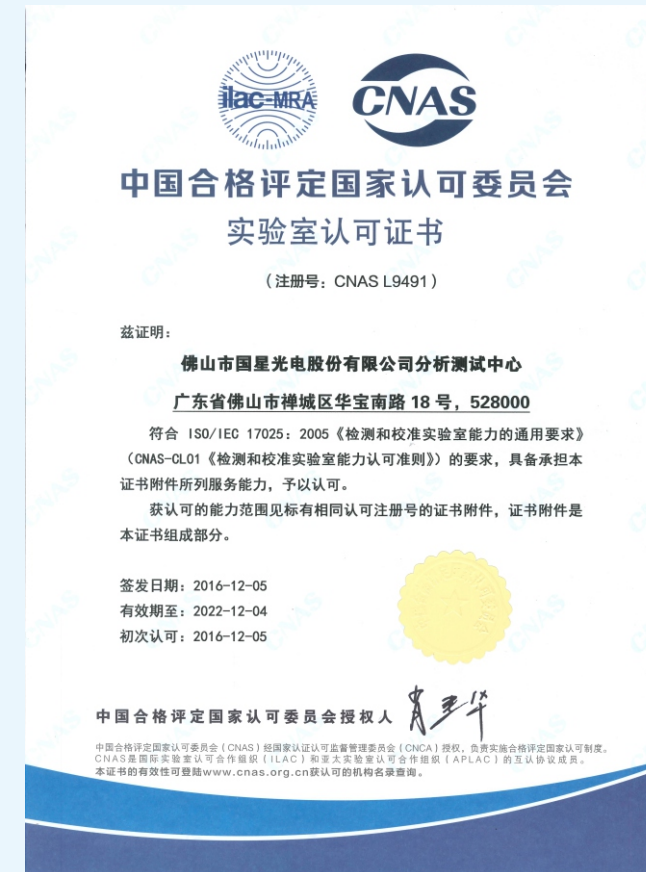 ilac-MRA
CNAS
中国合格评定国家认可委员会
实验室认可证书
（注册号：CNAS L9491）
兹证明：
佛山市国星光电股份有限公司分析测试中心
广东省佛山市禅城区华宝南路 18 号，528000
符合 ISO/IEC 17025：2005《检测和校准实验室能力的通用要求》
（CNAS-CL01《检测和校准实验室能力认可准则》）的要求，具备承担本
证书附件所列服务能力，予以认可。
获认可的能力范围见标有相同认可注册号的证书附件，证书附件是
本证书组成部分。
签发日期：2016-12-05
有效期至：2022-12-04
初次认可：2016-12-05
中国合格评定国家认可委员会授权人
中国合格评定国家认可委员会（CNAS）经国家认证认可监督管理委员会（CNCA）授权，负责实施合格评定国家认可制度。
CNAS是国际实验室认可合作组织（ILAC）和亚太实验室认可合作组织（APLAC）的互认协议成员。
本证书的有效性可登陆www.cnas.org.cn获认可的机构名录查询。